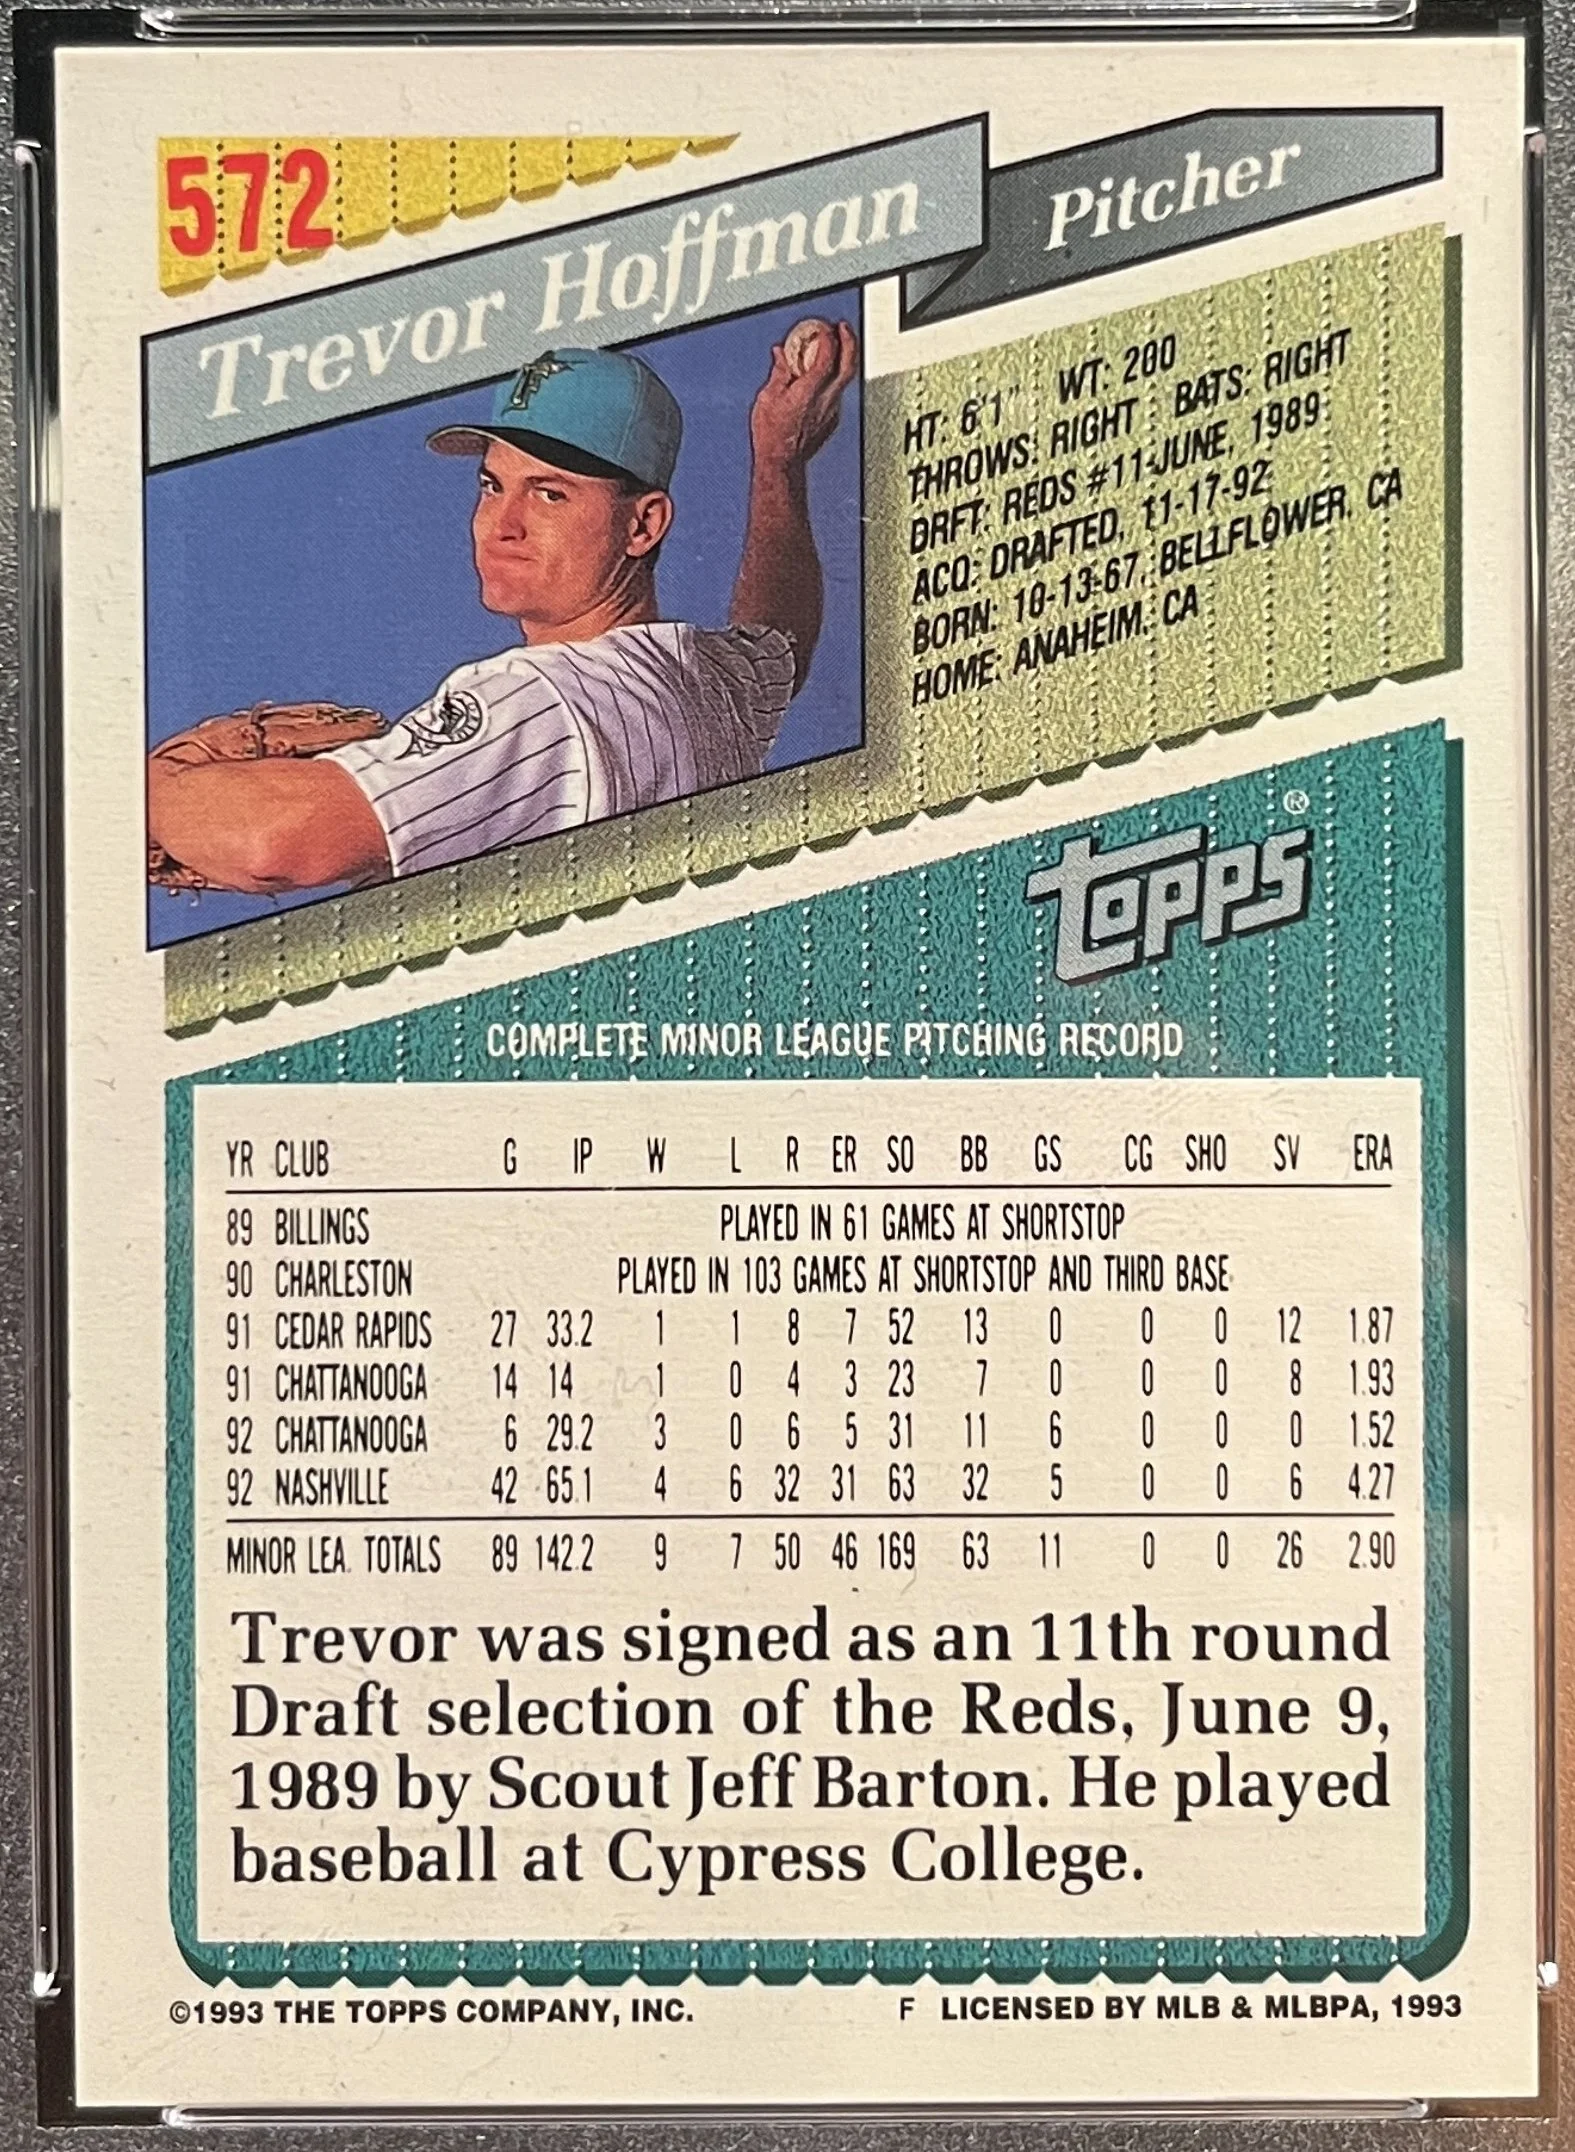 572
Trevor Hoffman
Pitcher
HT: 6'1" WT: 200
THROWS: RIGHT BATS: RIGHT
DRFT: REDS #11-JUNE, 1989
ACQ: DRAFTED, 11-17-92
BORN: 10-13-67, BELLFLOWER, CA
HOME: ANAHEIM, CA
TOPPS®
COMPLETE MINOR LEAGUE PITCHING RECORD
YR CLUB G IP W L R ER SO BB GS CG SHO SV ERA
89 BILLINGS PLAYED IN 61 GAMES AT SHORTSTOP
90 CHARLESTON PLAYED IN 103 GAMES AT SHORTSTOP AND THIRD BASE
91 CEDAR RAPIDS 27 33.2 1 1 8 7 52 13 0 0 0 12 1.87
91 CHATTANOOGA 14 14 1 0 4 3 23 7 0 0 0 8 1.93
92 CHATTANOOGA 6 29.2 3 0 6 5 31 11 6 0 0 0 1.52
92 NASHVILLE 42 65.1 4 6 32 31 63 32 5 0 0 6 4.27
MINOR LEA. TOTALS 89 142.2 9 7 50 46 169 63 11 0 0 26 2.90
Trevor was signed as an 11th round
Draft selection of the Reds, June 9,
1989 by Scout Jeff Barton. He played
baseball at Cypress College.
©1993 THE TOPPS COMPANY, INC. F LICENSED BY MLB & MLBPA, 1993